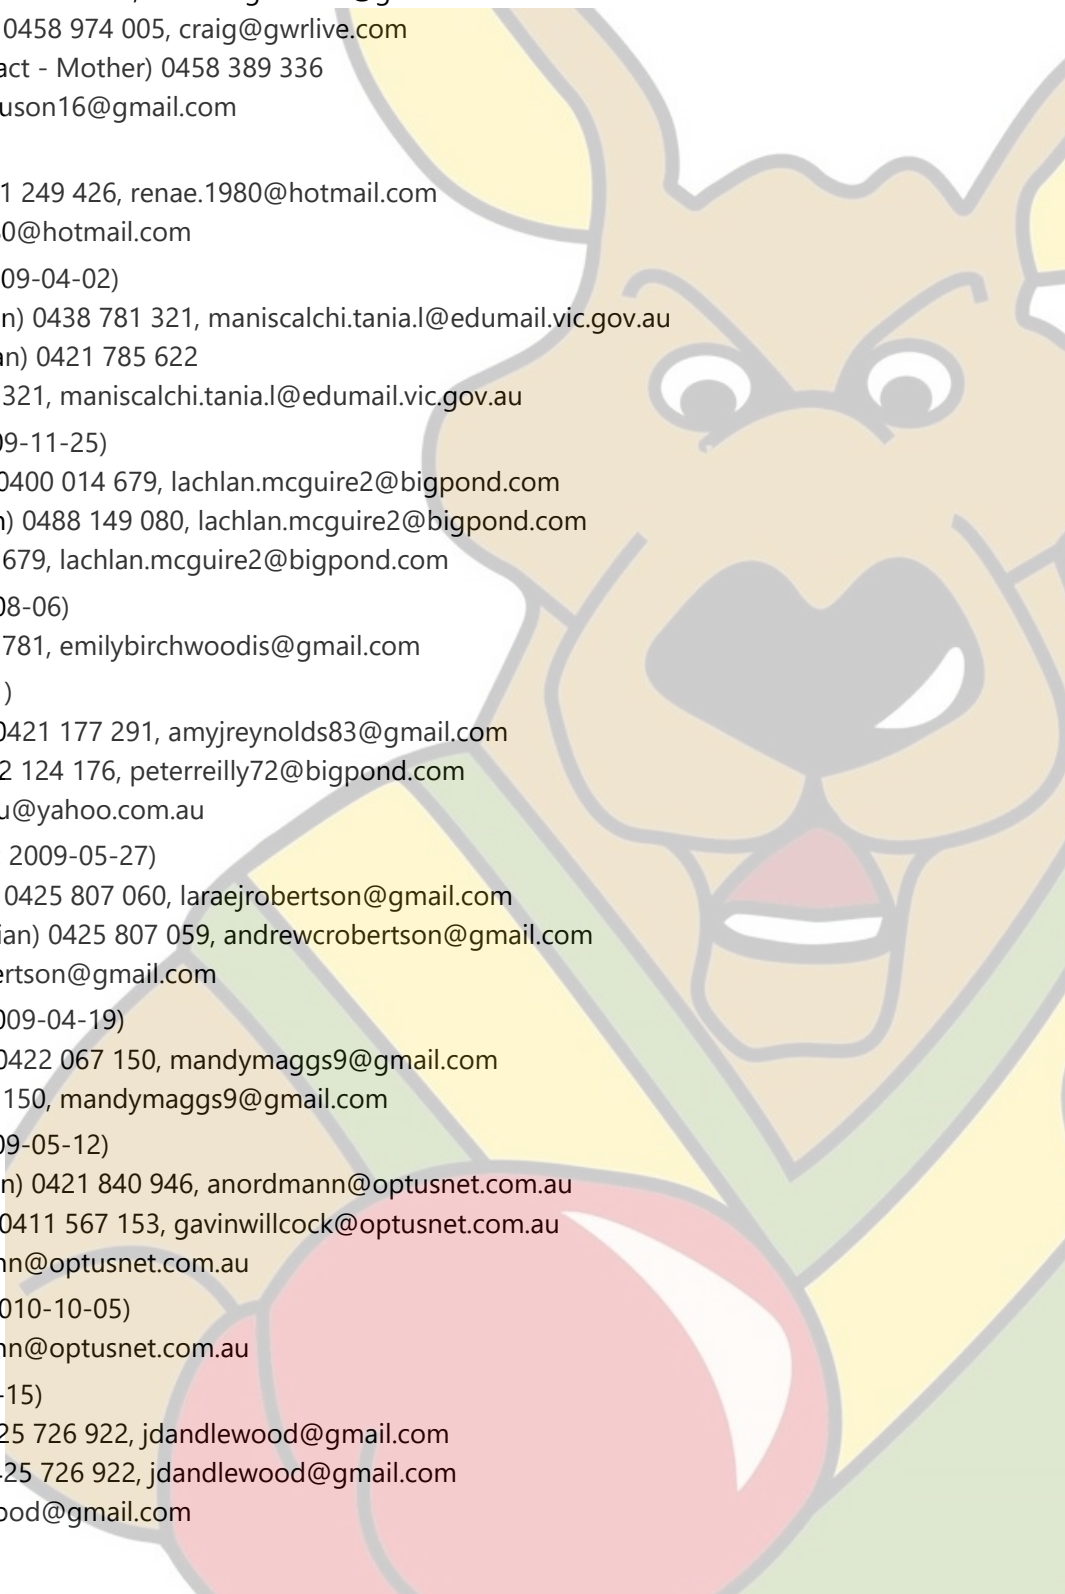 0458 974 005, craig@gwrlive.com
act - Mother) 0458 389 336
uson16@gmail.com
1 249 426, renae.1980@hotmail.com
0@hotmail.com
09-04-02)
n) 0438 781 321, maniscalchi.tania.l@edumail.vic.gov.au
an) 0421 785 622
321, maniscalchi.tania.l@edumail.vic.gov.au
09-11-25)
0400 014 679, lachlan.mcguire2@bigpond.com
) 0488 149 080, lachlan.mcguire2@bigpond.com
679, lachlan.mcguire2@bigpond.com
08-06)
781, emilybirchwoodis@gmail.com
)
0421 177 291, amyjreynolds83@gmail.com
2 124 176, peterreilly72@bigpond.com
u@yahoo.com.au
2009-05-27)
0425 807 060, laraejrobertson@gmail.com
ian) 0425 807 059, andrewcrobertson@gmail.com
ertson@gmail.com
009-04-19)
0422 067 150, mandymaggs9@gmail.com
150, mandymaggs9@gmail.com
09-05-12)
n) 0421 840 946, anordmann@optusnet.com.au
0411 567 153, gavinwillcock@optusnet.com.au
nn@optusnet.com.au
010-10-05)
nn@optusnet.com.au
-15)
25 726 922, jdandlewood@gmail.com
425 726 922, jdandlewood@gmail.com
ood@gmail.com